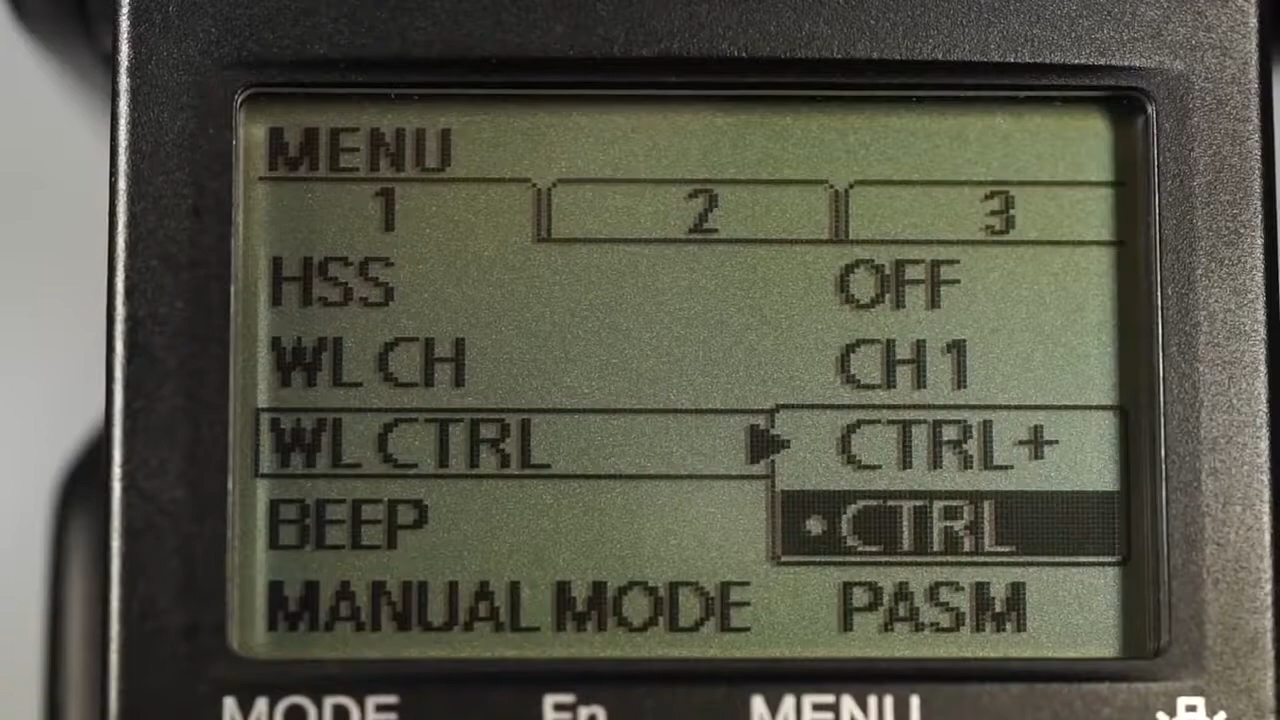 MENU
1 2 3
HSS OFF
WL CH CH 1
WL CTRL ▶ CTRL+
BEEP • CTRL
MANUAL MODE PASM
MODE Fn MENU